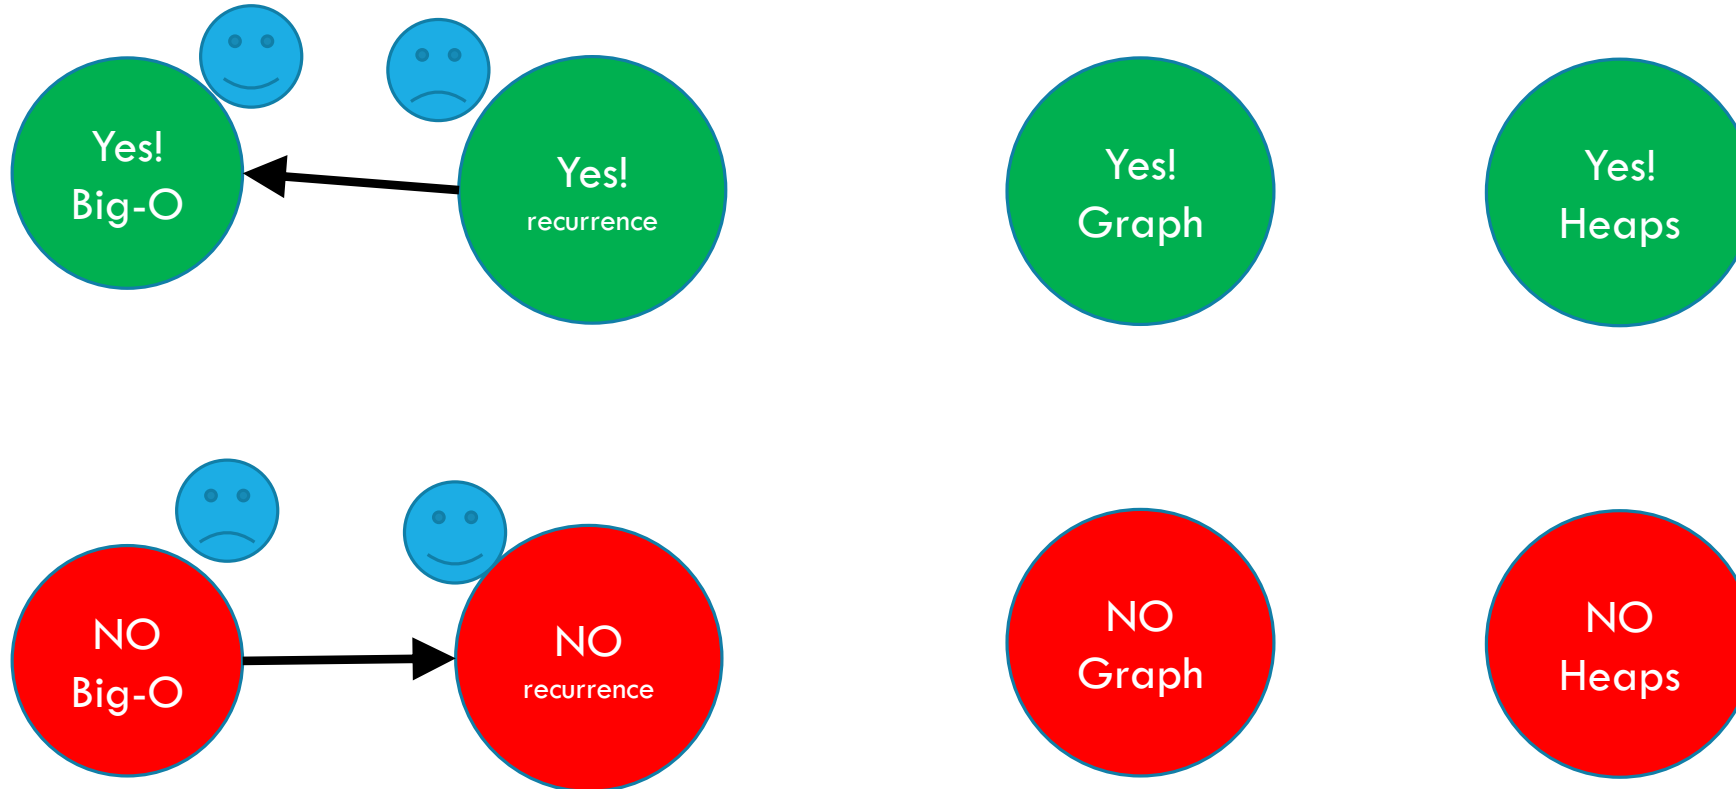 Yes!
Big-O
Yes!
recurrence
Yes!
Graph
Yes!
Heaps
NO
Big-O
NO
recurrence
NO
Graph
NO
Heaps